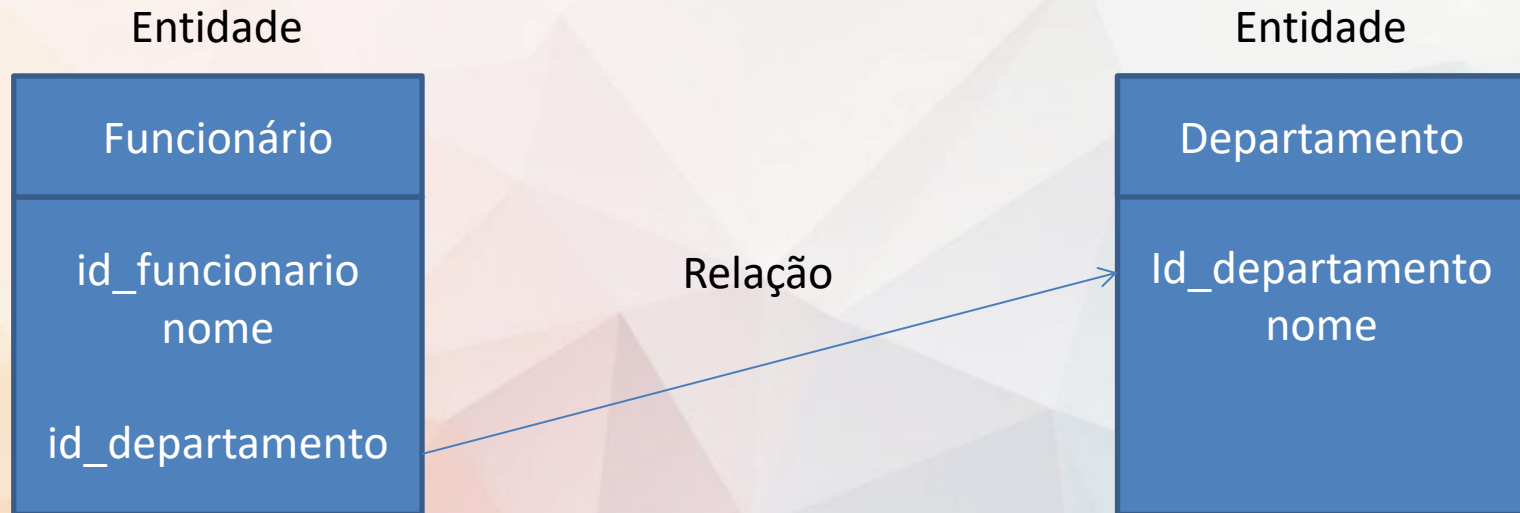 Entidade
Entidade
Funcionário
Departamento
id_funcionario
nome
id_departamento
Relação
Id_departamento
nome